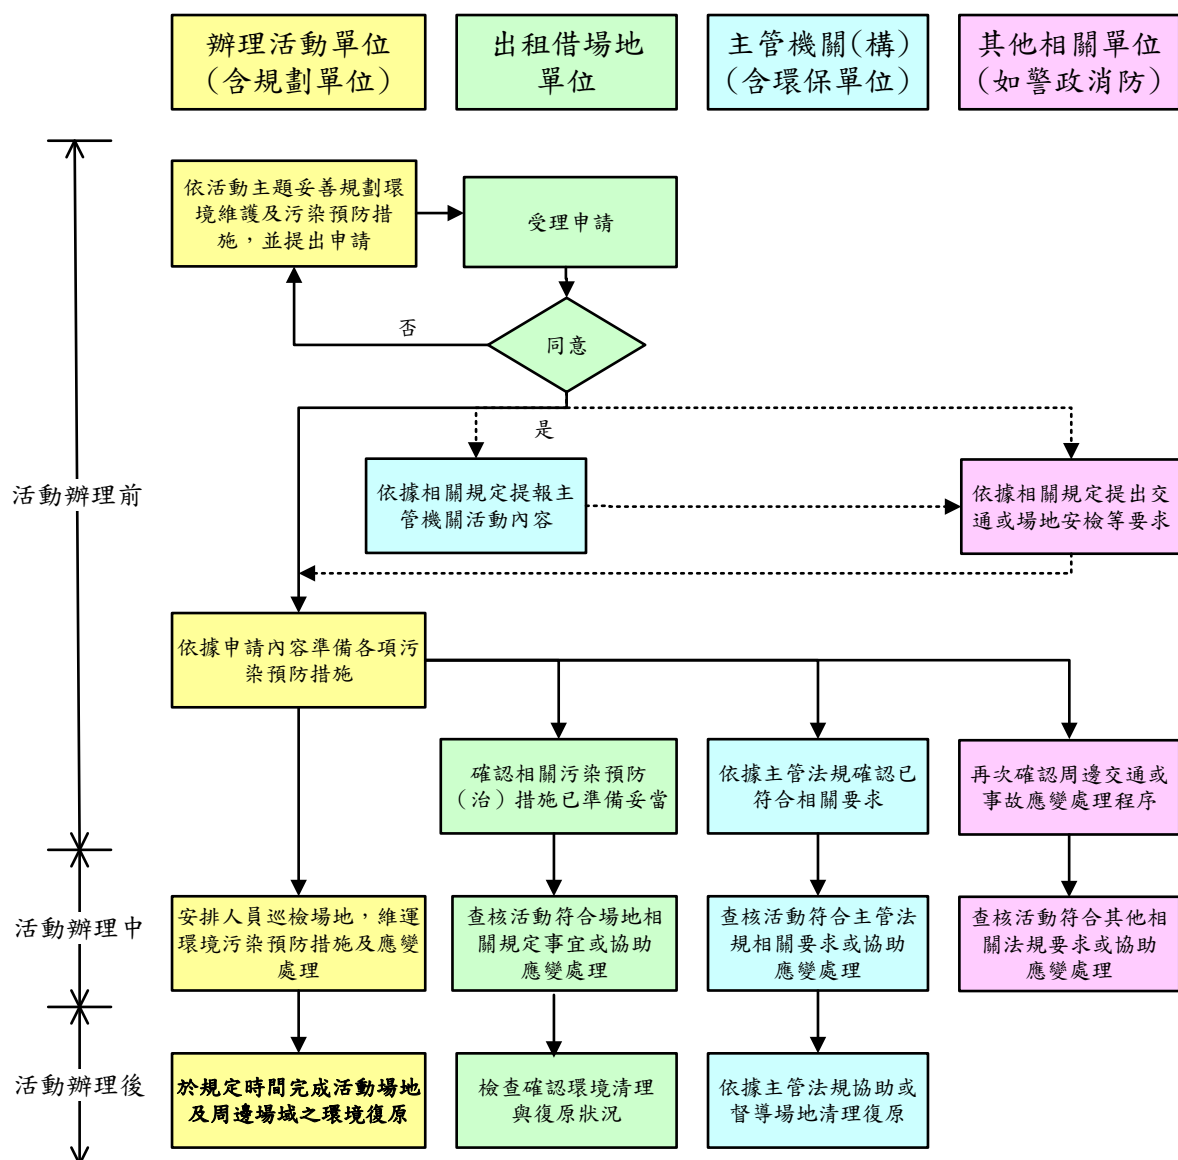 辦理活動單位
(含規劃單位)
出租借場地
單位
主管機關(構)
(含環保單位)
其他相關單位
(如警政消防)
依活動主題妥善規劃環
境維護及污染預防措
施，並提出申請
受理申請
否
同意
是
活動辦理前
依據相關規定提報主
管機關活動內容
依據相關規定提出交
通或場地安檢等要求
依據申請內容準備各項污
染預防措施
確認相關污染預防
（治）措施已準備妥當
依據主管法規確認已
符合相關要求
再次確認周邊交通或
事故應變處理程序
活動辦理中
安排人員巡檢場地，維運
環境污染預防措施及應變
處理
查核活動符合場地相
關規定事宜或協助
應變處理
查核活動符合主管法
規相關要求或協助
應變處理
查核活動符合其他相
關法規要求或協助
應變處理
活動辦理後
於規定時間完成活動場地
及周邊場域之環境復原
檢查確認環境清理
與復原狀況
依據主管法規協助或
督導場地清理復原